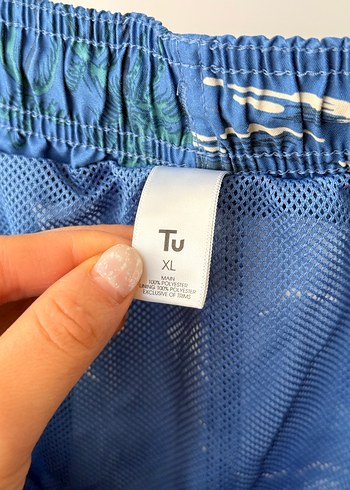 Tu
XL
MAIN
100% POLYESTER
LINING 100% POLYESTER
EXCLUSIVE OF TRIMS